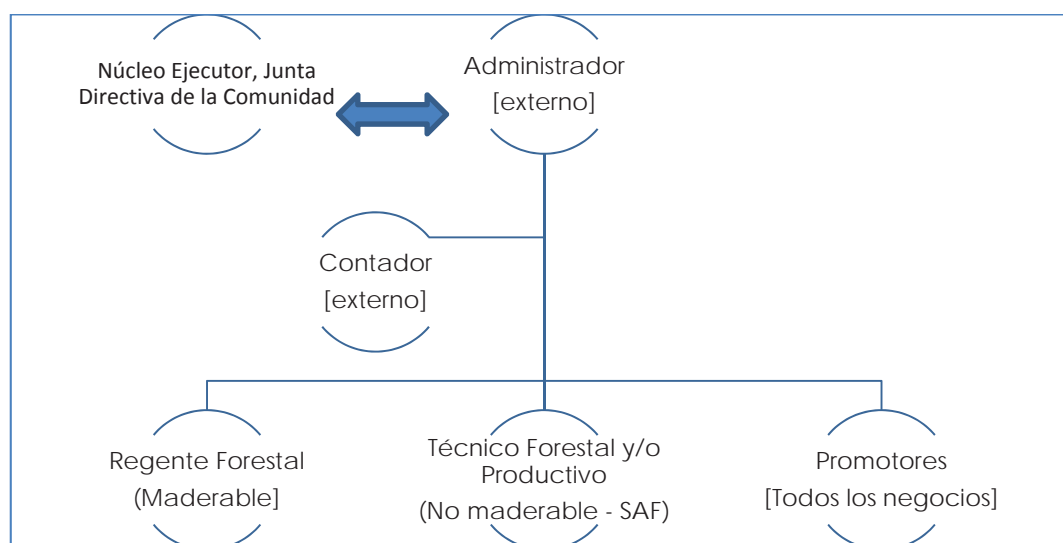 Núcleo Ejecutor, Junta
Directiva de la Comunidad
Administrador
[externo]
Contador
[externo]
Regente Forestal
(Maderable]
Técnico Forestal y/o
Productivo
(No maderable - SAF)
Promotores
[Todos los negocios]